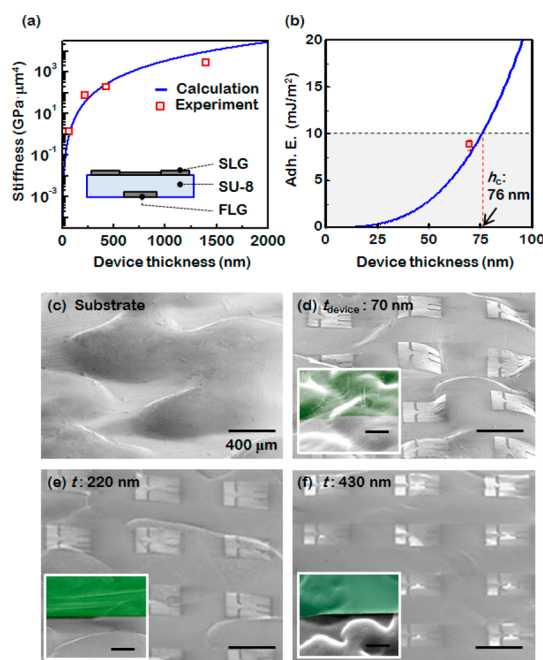 (a)
Stiffness (GPa·μm⁴)
10³
10¹
10⁻¹
10⁻³
Calculation
Experiment
SLG
SU-8
FLG
0
500
1000
1500
2000
Device thickness (nm)
(b)
Adh. E. (mJ/m²)
20
15
10
5
0
h_c:
76 nm
0
25
50
75
100
Device thickness (nm)
(c) Substrate
400 μm
(d) t_device : 70 nm
(e) t : 220 nm
(f) t : 430 nm